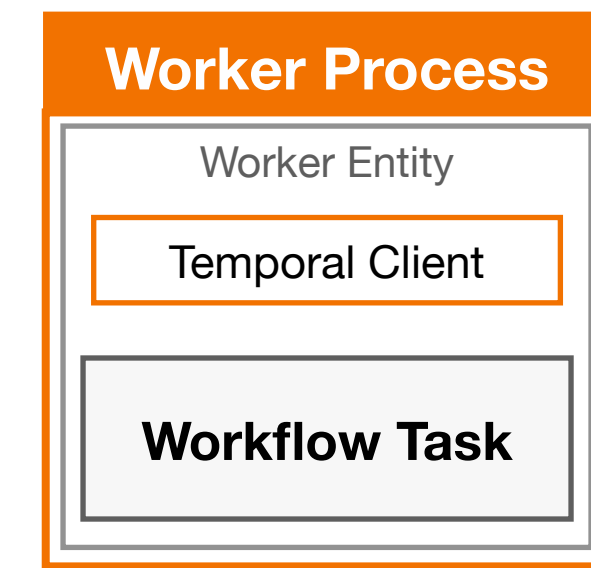 Worker Process
Worker Entity
Temporal Client
Workflow Task